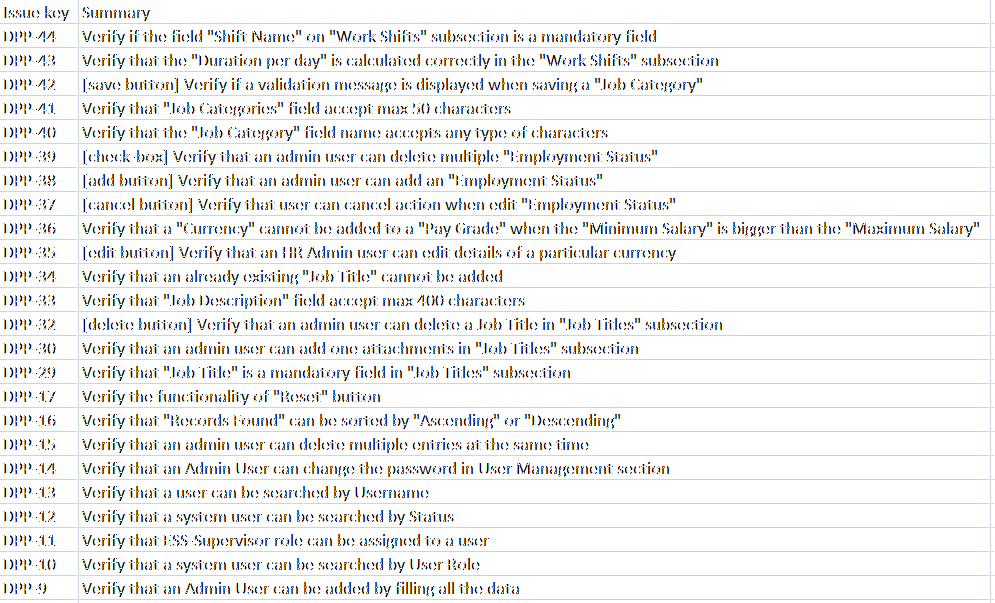 Issue key Summary
DPP-44 Verify if the field "Shift Name" on "Work Shifts" subsection is a mandatory field
DPP-43 Verify that the "Duration per day" is calculated correctly in the "Work Shifts" subsection
DPP-42 [save button] Verify if a validation message is displayed when saving a "Job Category"
DPP-41 Verify that "Job Categories" field accept max 50 characters
DPP-40 Verify that the "Job Category" field name accepts any type of characters
DPP-39 [check-box] Verify that an admin user can delete multiple "Employment Status"
DPP-38 [add button] Verify that an admin user can add an "Employment Status"
DPP-37 [cancel button] Verify that user can cancel action when edit "Employment Status"
DPP-36 Verify that a "Currency" cannot be added to a "Pay Grade" when the "Minimum Salary" is bigger than the "Maximum Salary"
DPP-35 [edit button] Verify that an HR Admin user can edit details of a particular currency
DPP-34 Verify that an already existing "Job Title" cannot be added
DPP-33 Verify that "Job Description" field accept max 400 characters
DPP-32 [delete button] Verify that an admin user can delete a Job Title in "Job Titles" subsection
DPP-30 Verify that an admin user can add one attachments in "Job Titles" subsection
DPP-29 Verify that "Job Title" is a mandatory field in "Job Titles" subsection
DPP-17 Verify the functionality of "Reset" button
DPP-16 Verify that "Records Found" can be sorted by "Ascending" or "Descending"
DPP-15 Verify that an admin user can delete multiple entries at the same time
DPP-14 Verify that an Admin User can change the password in User Management section
DPP-13 Verify that a user can be searched by Username
DPP-12 Verify that a system user can be searched by Status
DPP-11 Verify that ESS-Supervisor role can be assigned to a user
DPP-10 Verify that a system user can be searched by User Role
DPP-9 Verify that an Admin User can be added by filling all the data